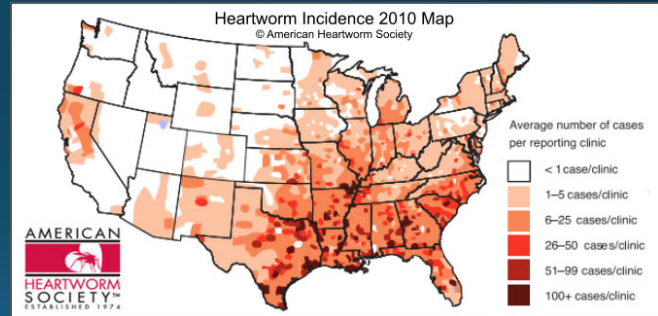 Heartworm Incidence 2010 Map
© American Heartworm Society
Average number of cases
per reporting clinic
< 1 case/clinic
1–5 cases/clinic
6–25 cases/clinic
26–50 cases/clinic
51–99 cases/clinic
100+ cases/clinic
AMERICAN
HEARTWORM
SOCIETY™
ESTABLISHED 1974